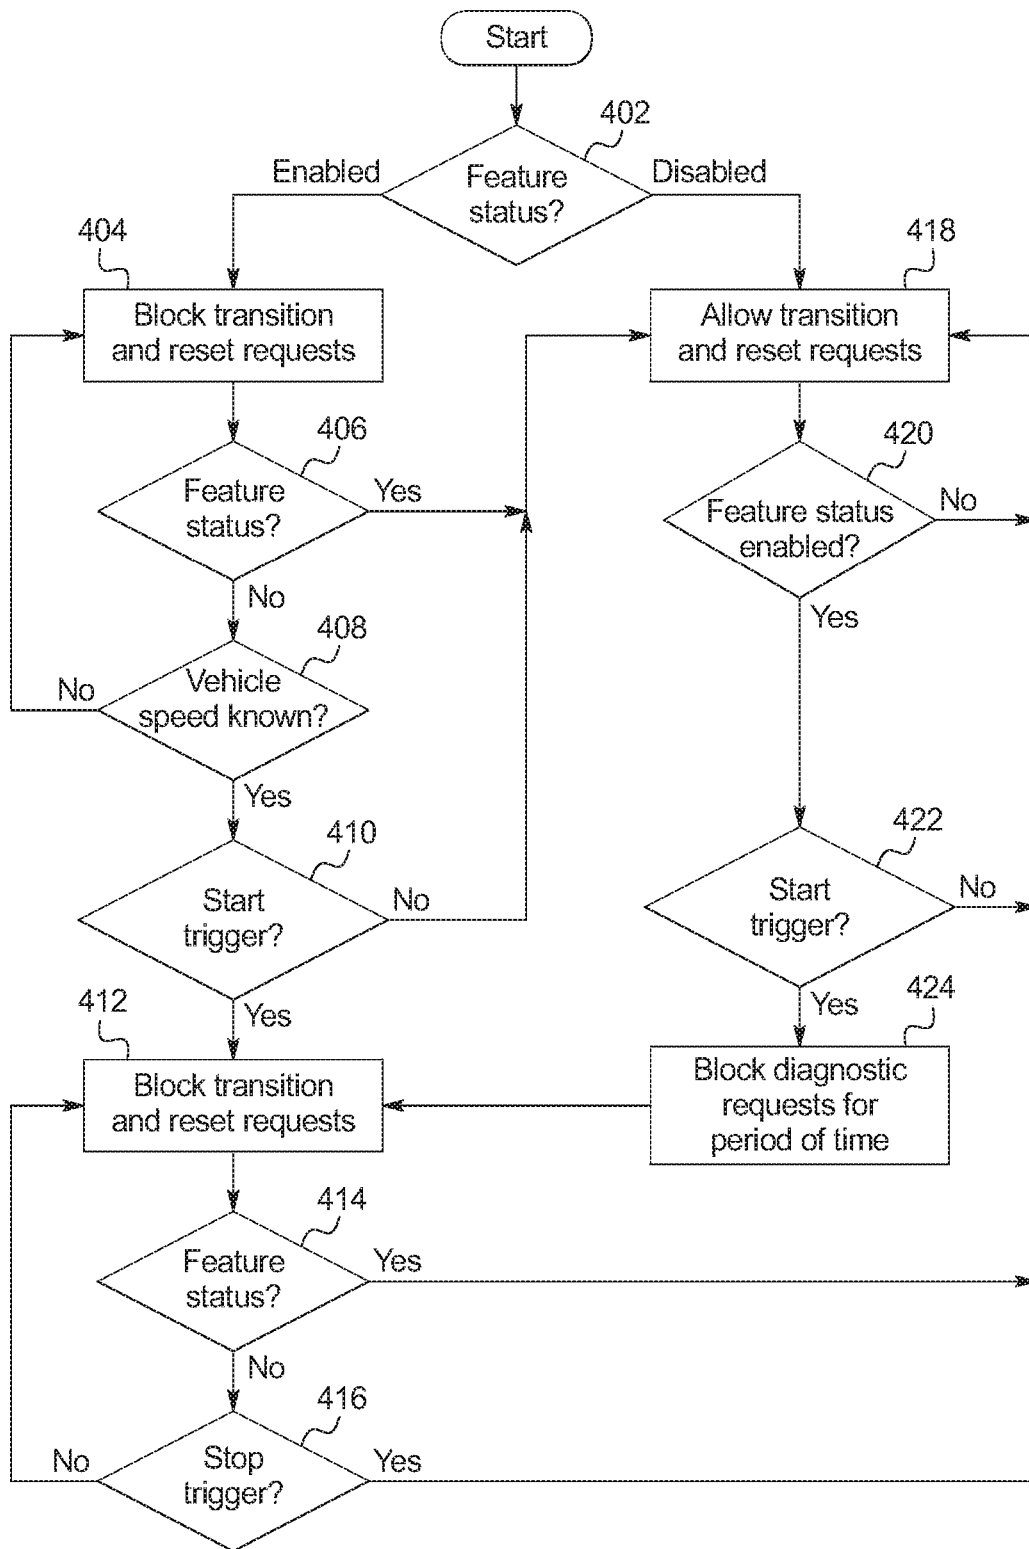 Start
402
Enabled
Feature
status?
Disabled
404
Block transition
and reset requests
418
Allow transition
and reset requests
406
Feature
status?
Yes
No
420
Feature status
enabled?
No
Yes
408
Vehicle
speed known?
No
Yes
410
Start
trigger?
No
Yes
422
Start
trigger?
No
Yes
412
Block transition
and reset requests
424
Block diagnostic
requests for
period of time
414
Feature
status?
Yes
No
416
Stop
trigger?
No
Yes